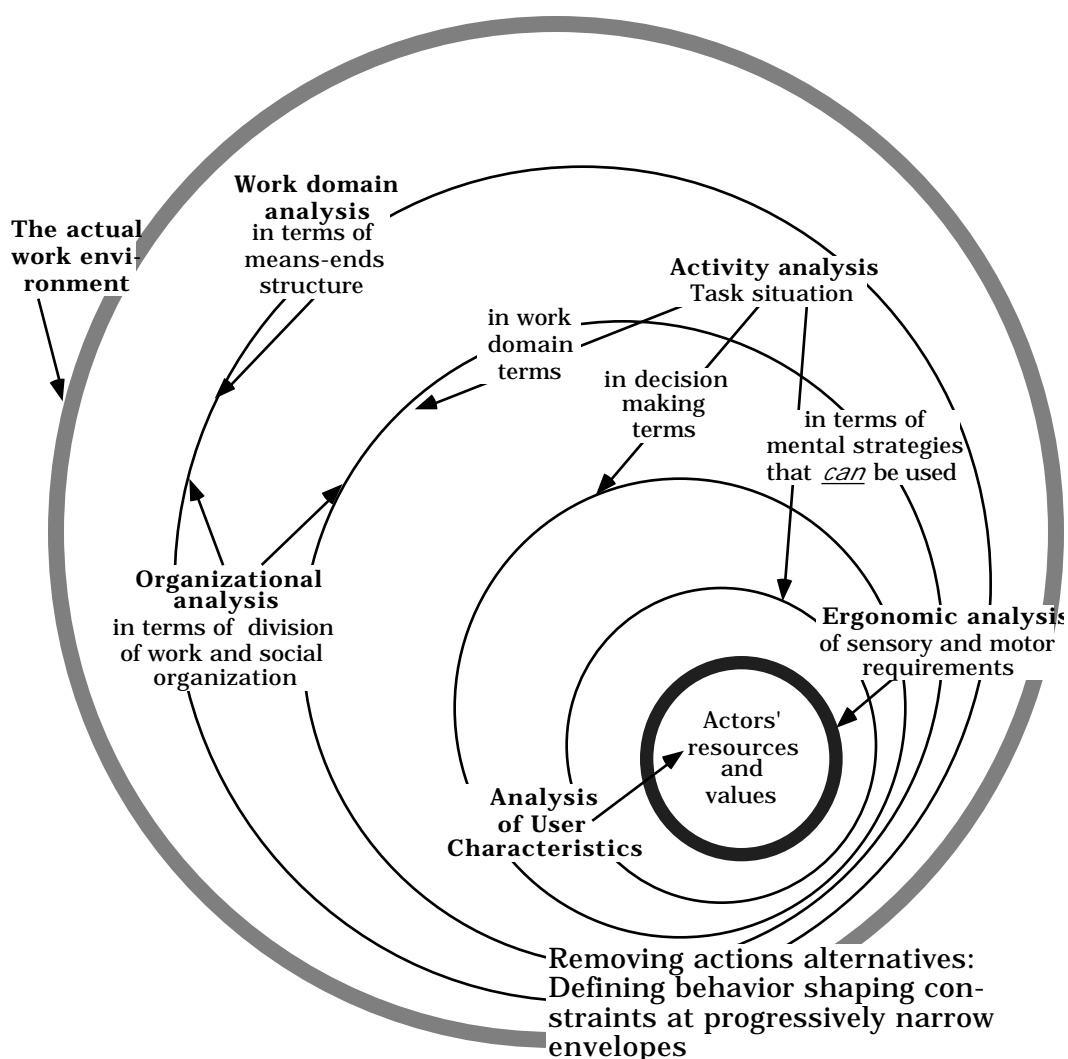 Work domain
analysis
in terms of
means-ends
structure
The actual
work envi-
ronment
Activity analysis
Task situation
in work
domain
terms
in decision
making
terms
in terms of
mental strategies
that can be used
Organizational
analysis
in terms of division
of work and social
organization
Ergonomic analysis
of sensory and motor
requirements
Actors'
resources
and
values
Analysis
of User
Characteristics
Removing actions alternatives:
Defining behavior shaping con-
straints at progressively narrow
envelopes